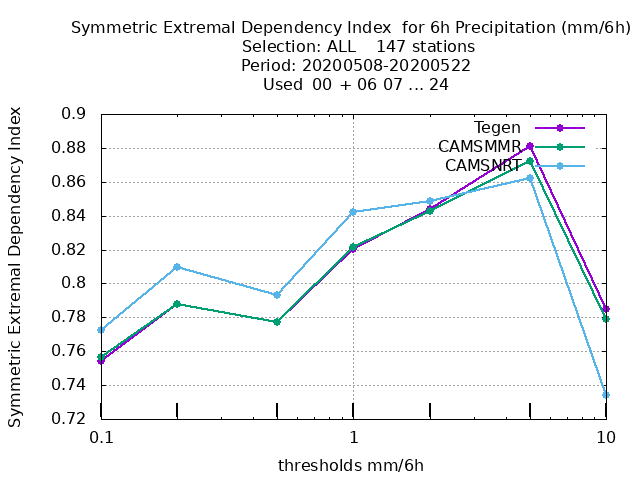 Symmetric Extremal Dependency Index  for 6h Precipitation (mm/6h)
Selection: ALL    147 stations
Period: 20200508-20200522
Used  00 + 06 07 ... 24
Symmetric Extremal Dependency Index
0.9
0.88
0.86
0.84
0.82
0.8
0.78
0.76
0.74
0.72
Tegen
CAMSMMR
CAMSNRT
0.1
1
10
thresholds mm/6h